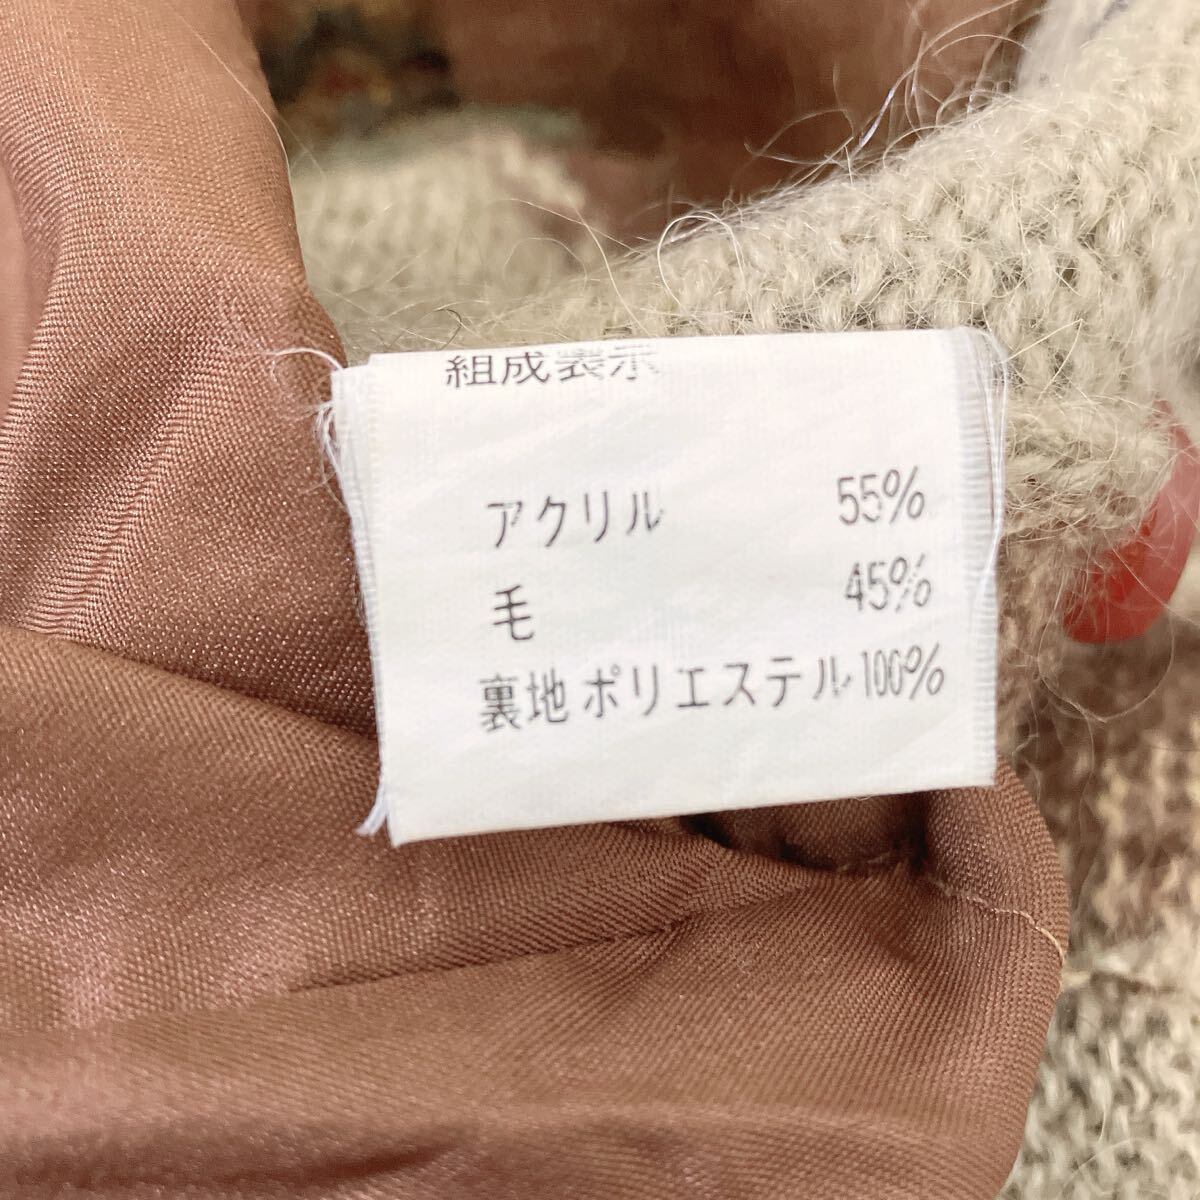 組成表示
アクリル 55%
毛 45%
裏地 ポリエステル 100%